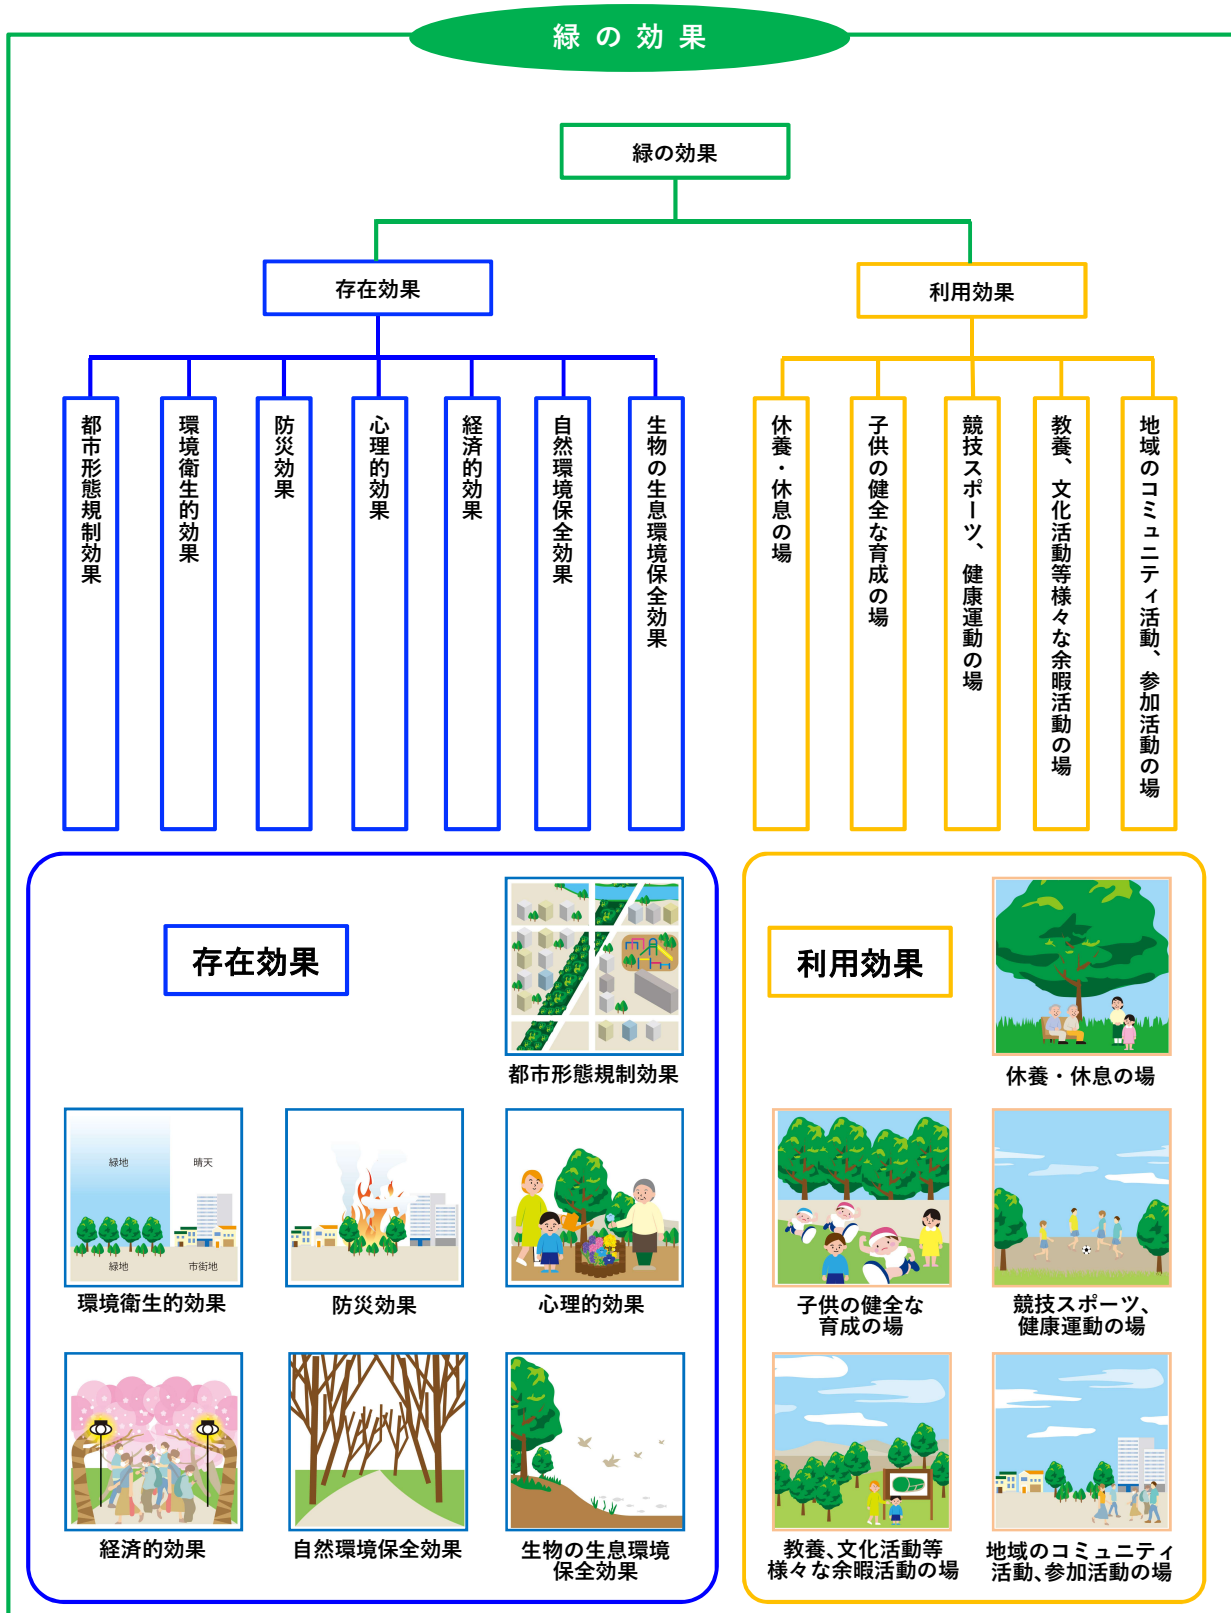 緑の効果
緑の効果
存在効果
利用効果
都市形態規制効果
環境衛生的効果
防災効果
心理的効果
経済的効果
自然環境保全効果
生物の生息環境保全効果
休養・休息の場
子供の健全な育成の場
競技スポーツ、健康運動の場
教養、文化活動等様々な余暇活動の場
地域のコミュニティ活動、参加活動の場
存在効果
都市形態規制効果
緑地
晴天
緑地
市街地
環境衛生的効果
防災効果
心理的効果
経済的効果
自然環境保全効果
生物の生息環境
保全効果
利用効果
休養・休息の場
子供の健全な
育成の場
競技スポーツ、
健康運動の場
教養、文化活動等
様々な余暇活動の場
地域のコミュニティ
活動、参加活動の場